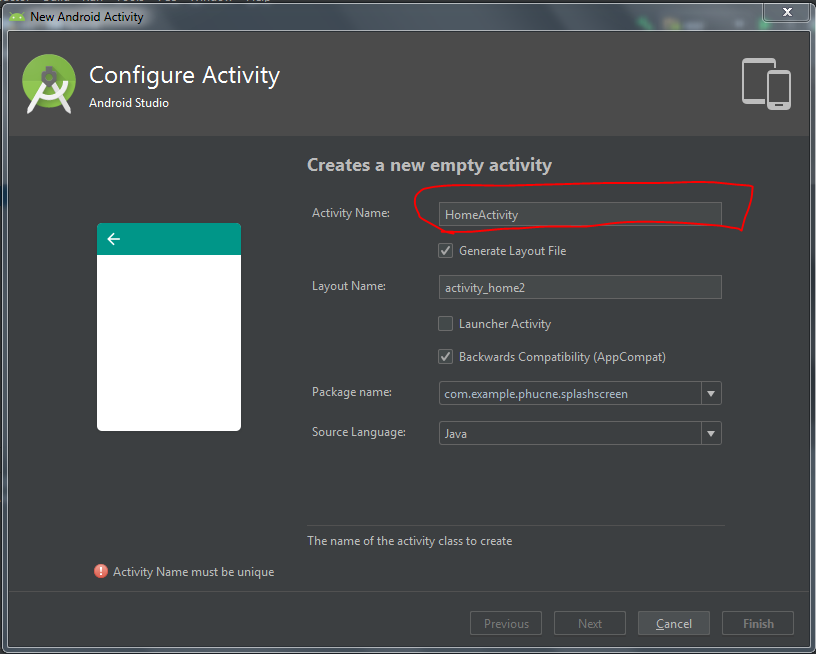 New Android Activity
Configure Activity
Android Studio
Creates a new empty activity
Activity Name:
HomeActivity
Generate Layout File
Layout Name:
activity_home2
Launcher Activity
Backwards Compatibility (AppCompat)
Package name:
com.example.phucne.splashscreen
Source Language:
Java
The name of the activity class to create
Activity Name must be unique
Previous
Next
Cancel
Finish